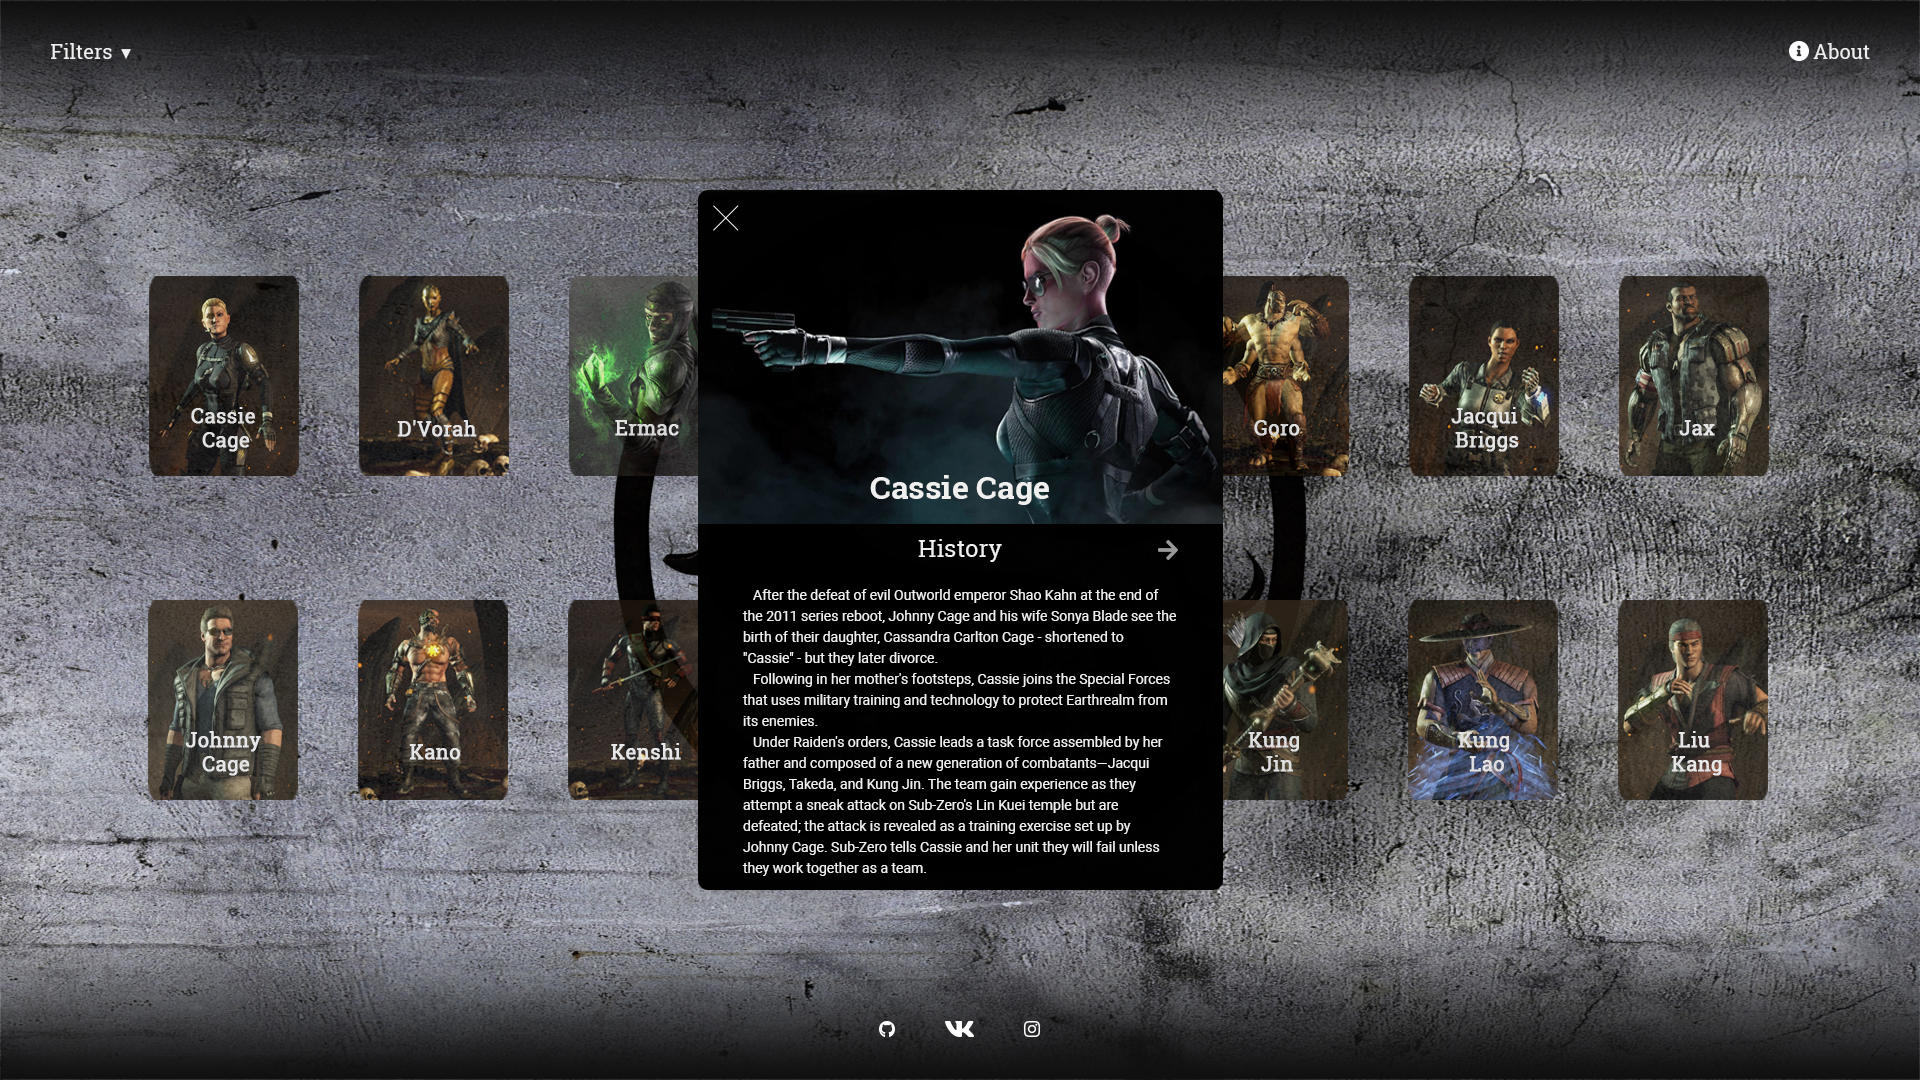 Filters ▼
About
Cassie
Cage
D'Vorah
Ermac
Goro
Jacqui
Briggs
Jax
Cassie Cage
History
After the defeat of evil Outworld emperor Shao Kahn at the end of
the 2011 series reboot, Johnny Cage and his wife Sonya Blade see the
birth of their daughter, Cassandra Carlton Cage - shortened to
"Cassie" - but they later divorce.
Following in her mother's footsteps, Cassie joins the Special Forces
that uses military training and technology to protect Earthrealm from
its enemies.
Under Raiden's orders, Cassie leads a task force assembled by her
father and composed of a new generation of combatants—Jacqui
Briggs, Takeda, and Kung Jin. The team gain experience as they
attempt a sneak attack on Sub-Zero's Lin Kuei temple but are
defeated; the attack is revealed as a training exercise set up by
Johnny Cage. Sub-Zero tells Cassie and her unit they will fail unless
they work together as a team.
Johnny
Cage
Kano
Kenshi
Kung
Jin
Kung
Lao
Liu
Kang